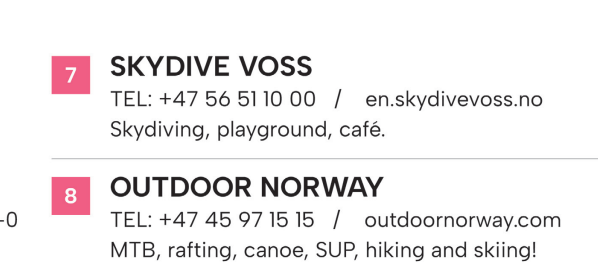 7
SKYDIVE VOSS
TEL: +47 56 51 10 00 / en.skydivevoss.no
Skydiving, playground, café.
8
OUTDOOR NORWAY
-0
TEL: +47 45 97 15 15 / outdoornorway.com
MTB, rafting, canoe, SUP, hiking and skiing!